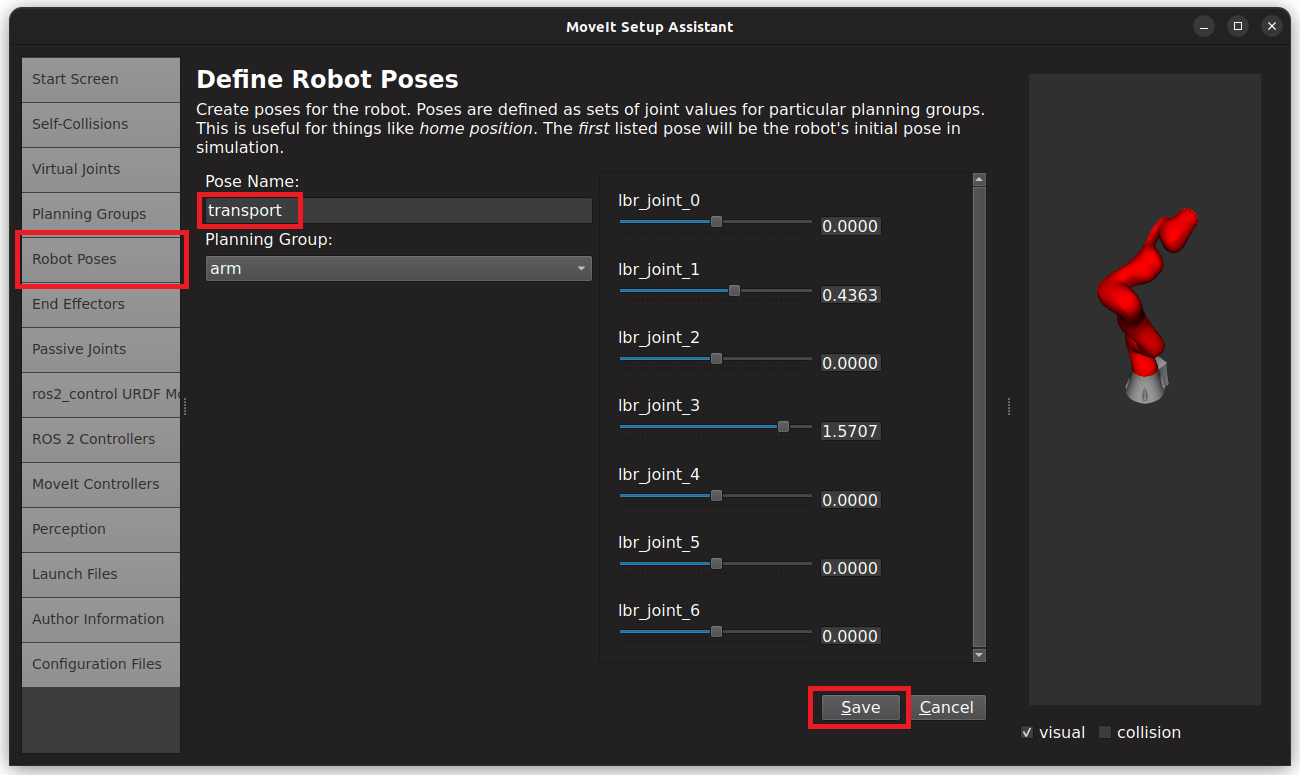 MoveIt Setup Assistant
Start Screen
Self-Collisions
Virtual Joints
Planning Groups
Robot Poses
End Effectors
Passive Joints
ros2_control URDF Mo
ROS 2 Controllers
MoveIt Controllers
Perception
Launch Files
Author Information
Configuration Files
Define Robot Poses
Create poses for the robot. Poses are defined as sets of joint values for particular planning groups.
This is useful for things like home position. The first listed pose will be the robot's initial pose in
simulation.
Pose Name:
transport
Planning Group:
arm
lbr_joint_0
0.0000
lbr_joint_1
0.4363
lbr_joint_2
0.0000
lbr_joint_3
1.5707
lbr_joint_4
0.0000
lbr_joint_5
0.0000
lbr_joint_6
0.0000
Save
Cancel
visual
collision